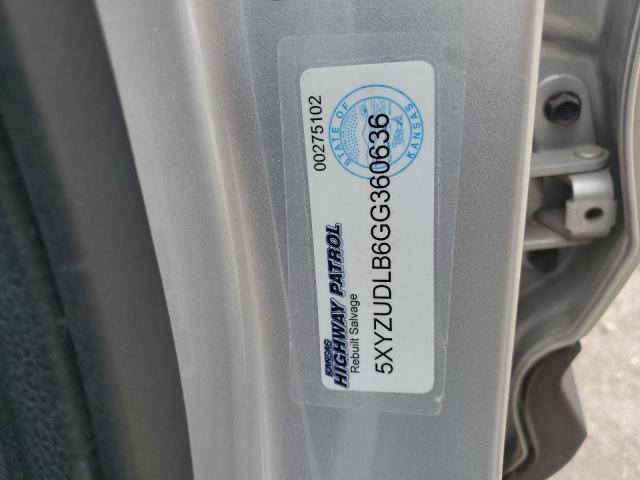 KANSAS
HIGHWAY PATROL
Rebuilt Salvage
00275102
STATE OF
KANSAS
5XYZUDLB6GG360636